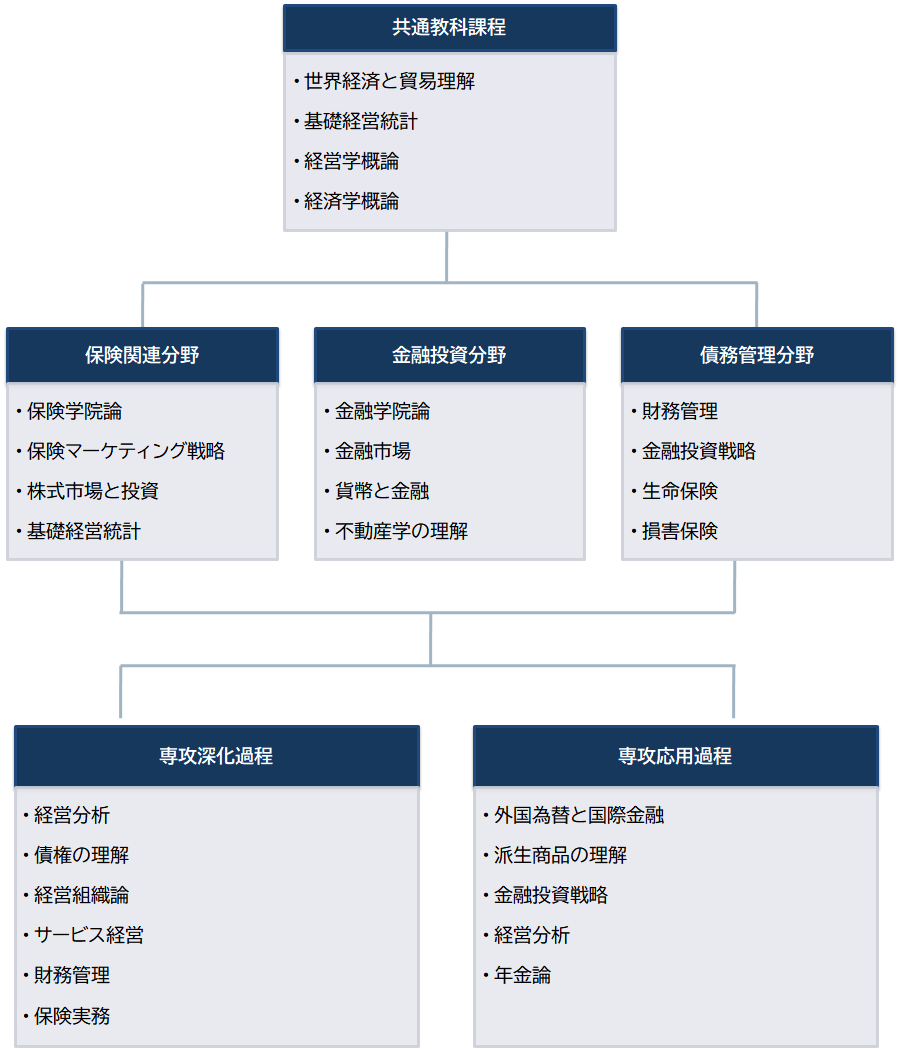 共通教科課程
・世界経済と貿易理解
・基礎経営統計
・経営学概論
・経済学概論
保険関連分野
・保険学院論
・保険マーケティング戦略
・株式市場と投資
・基礎経営統計
金融投資分野
・金融学院論
・金融市場
・貨幣と金融
・不動産学の理解
債務管理分野
・財務管理
・金融投資戦略
・生命保険
・損害保険
専攻深化過程
・経営分析
・債権の理解
・経営組織論
・サービス経営
・財務管理
・保険実務
専攻応用過程
・外国為替と国際金融
・派生商品の理解
・金融投資戦略
・経営分析
・年金論